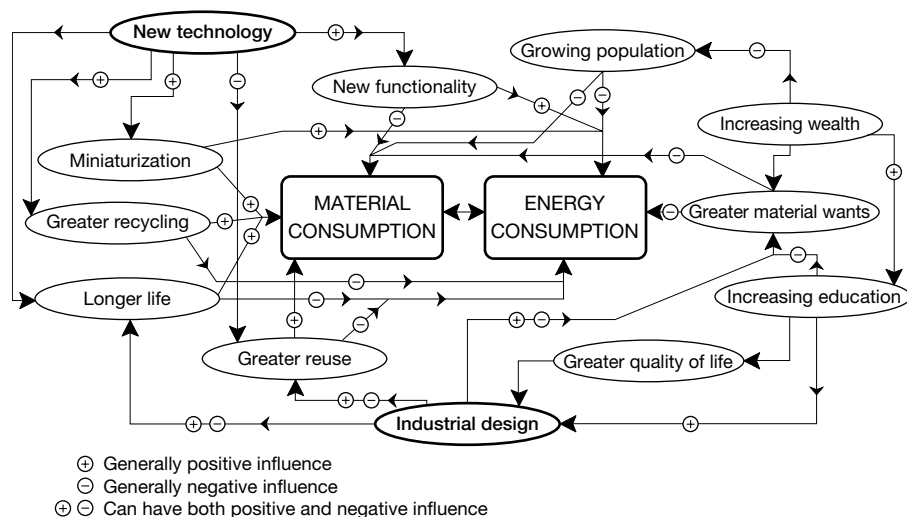 New technology
Growing population
New functionality
Increasing wealth
Miniaturization
MATERIAL
CONSUMPTION
ENERGY
CONSUMPTION
Greater recycling
Greater material wants
Longer life
Increasing education
Greater reuse
Greater quality of life
Industrial design
⊕ Generally positive influence
⊖ Generally negative influence
⊕ ⊖ Can have both positive and negative influence